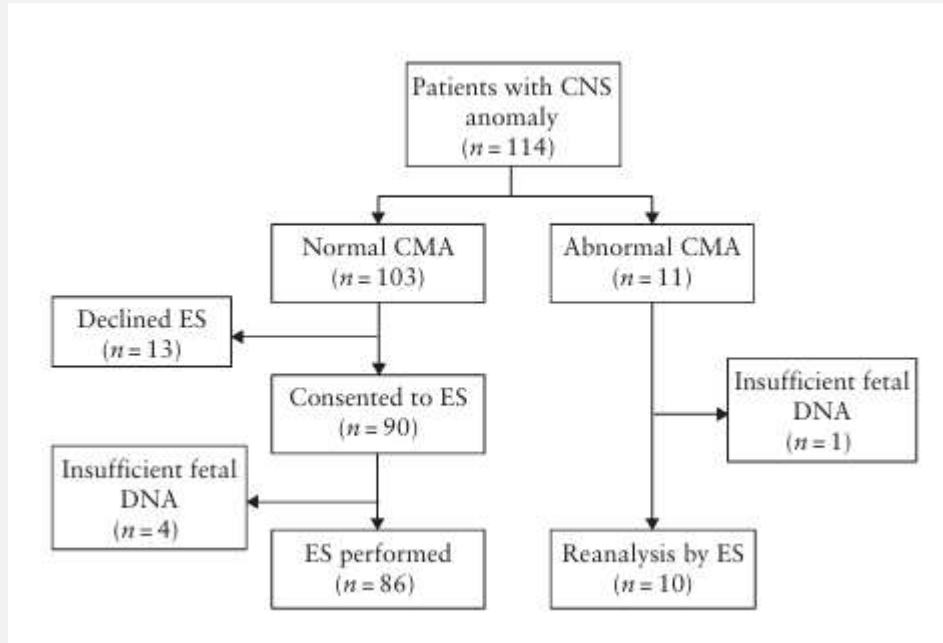 Patients with CNS
anomaly
(n = 114)
Normal CMA
(n = 103)
Abnormal CMA
(n = 11)
Declined ES
(n = 13)
Consented to ES
(n = 90)
Insufficient fetal
DNA
(n = 1)
Insufficient fetal
DNA
(n = 4)
ES performed
(n = 86)
Reanalysis by ES
(n = 10)